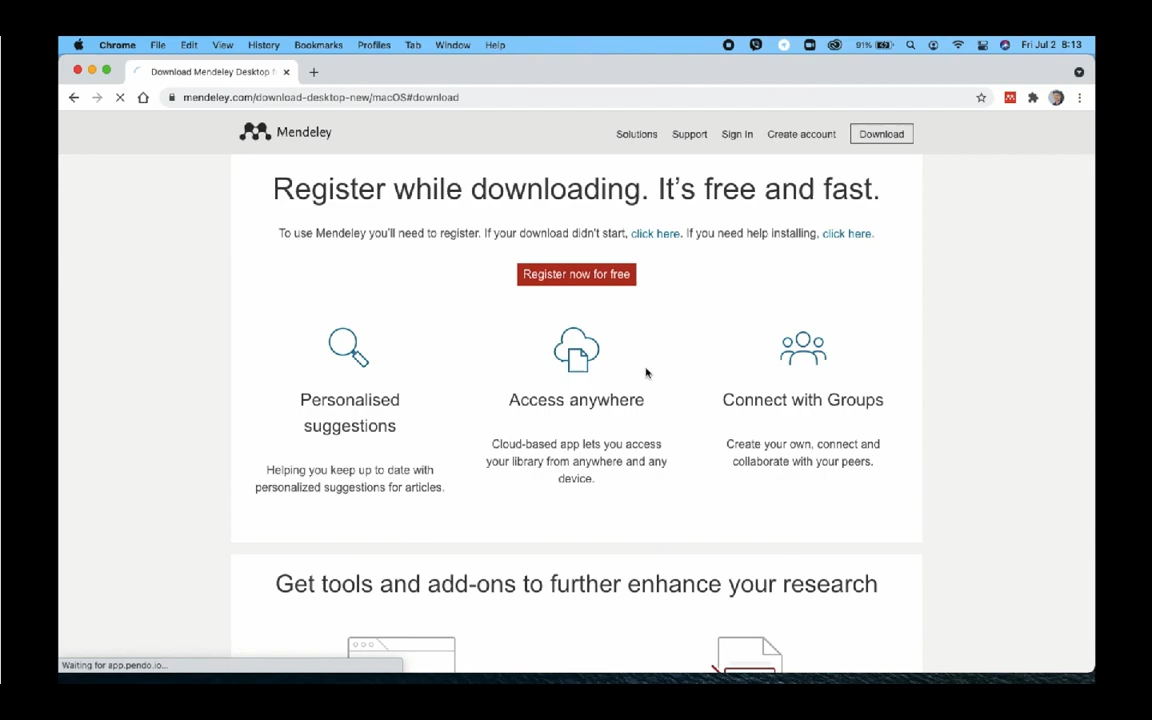 Chrome File Edit View History Bookmarks Profiles Tab Window Help 91% Fri Jul 2 8:13
Download Mendeley Desktop f
mendeley.com/download-desktop-new/macOS#download
Mendeley Solutions Support Sign In Create account Download
Register while downloading. It's free and fast.
To use Mendeley you'll need to register. If your download didn't start, click here. If you need help installing, click here.
Register now for free
Personalised
suggestions
Helping you keep up to date with
personalized suggestions for articles.
Access anywhere
Cloud-based app lets you access
your library from anywhere and any
device.
Connect with Groups
Create your own, connect and
collaborate with your peers.
Get tools and add-ons to further enhance your research
Waiting for app.pendo.io...